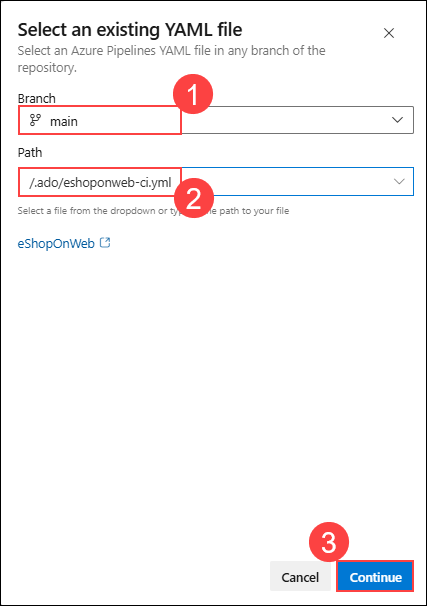 Select an existing YAML file
Select an Azure Pipelines YAML file in any branch of the
repository.
1
Branch
main
Path
/.ado/eshoponweb-ci.yml
2
Select a file from the dropdown or ty path to your file
eShopOnWeb
3
Cancel
Continue